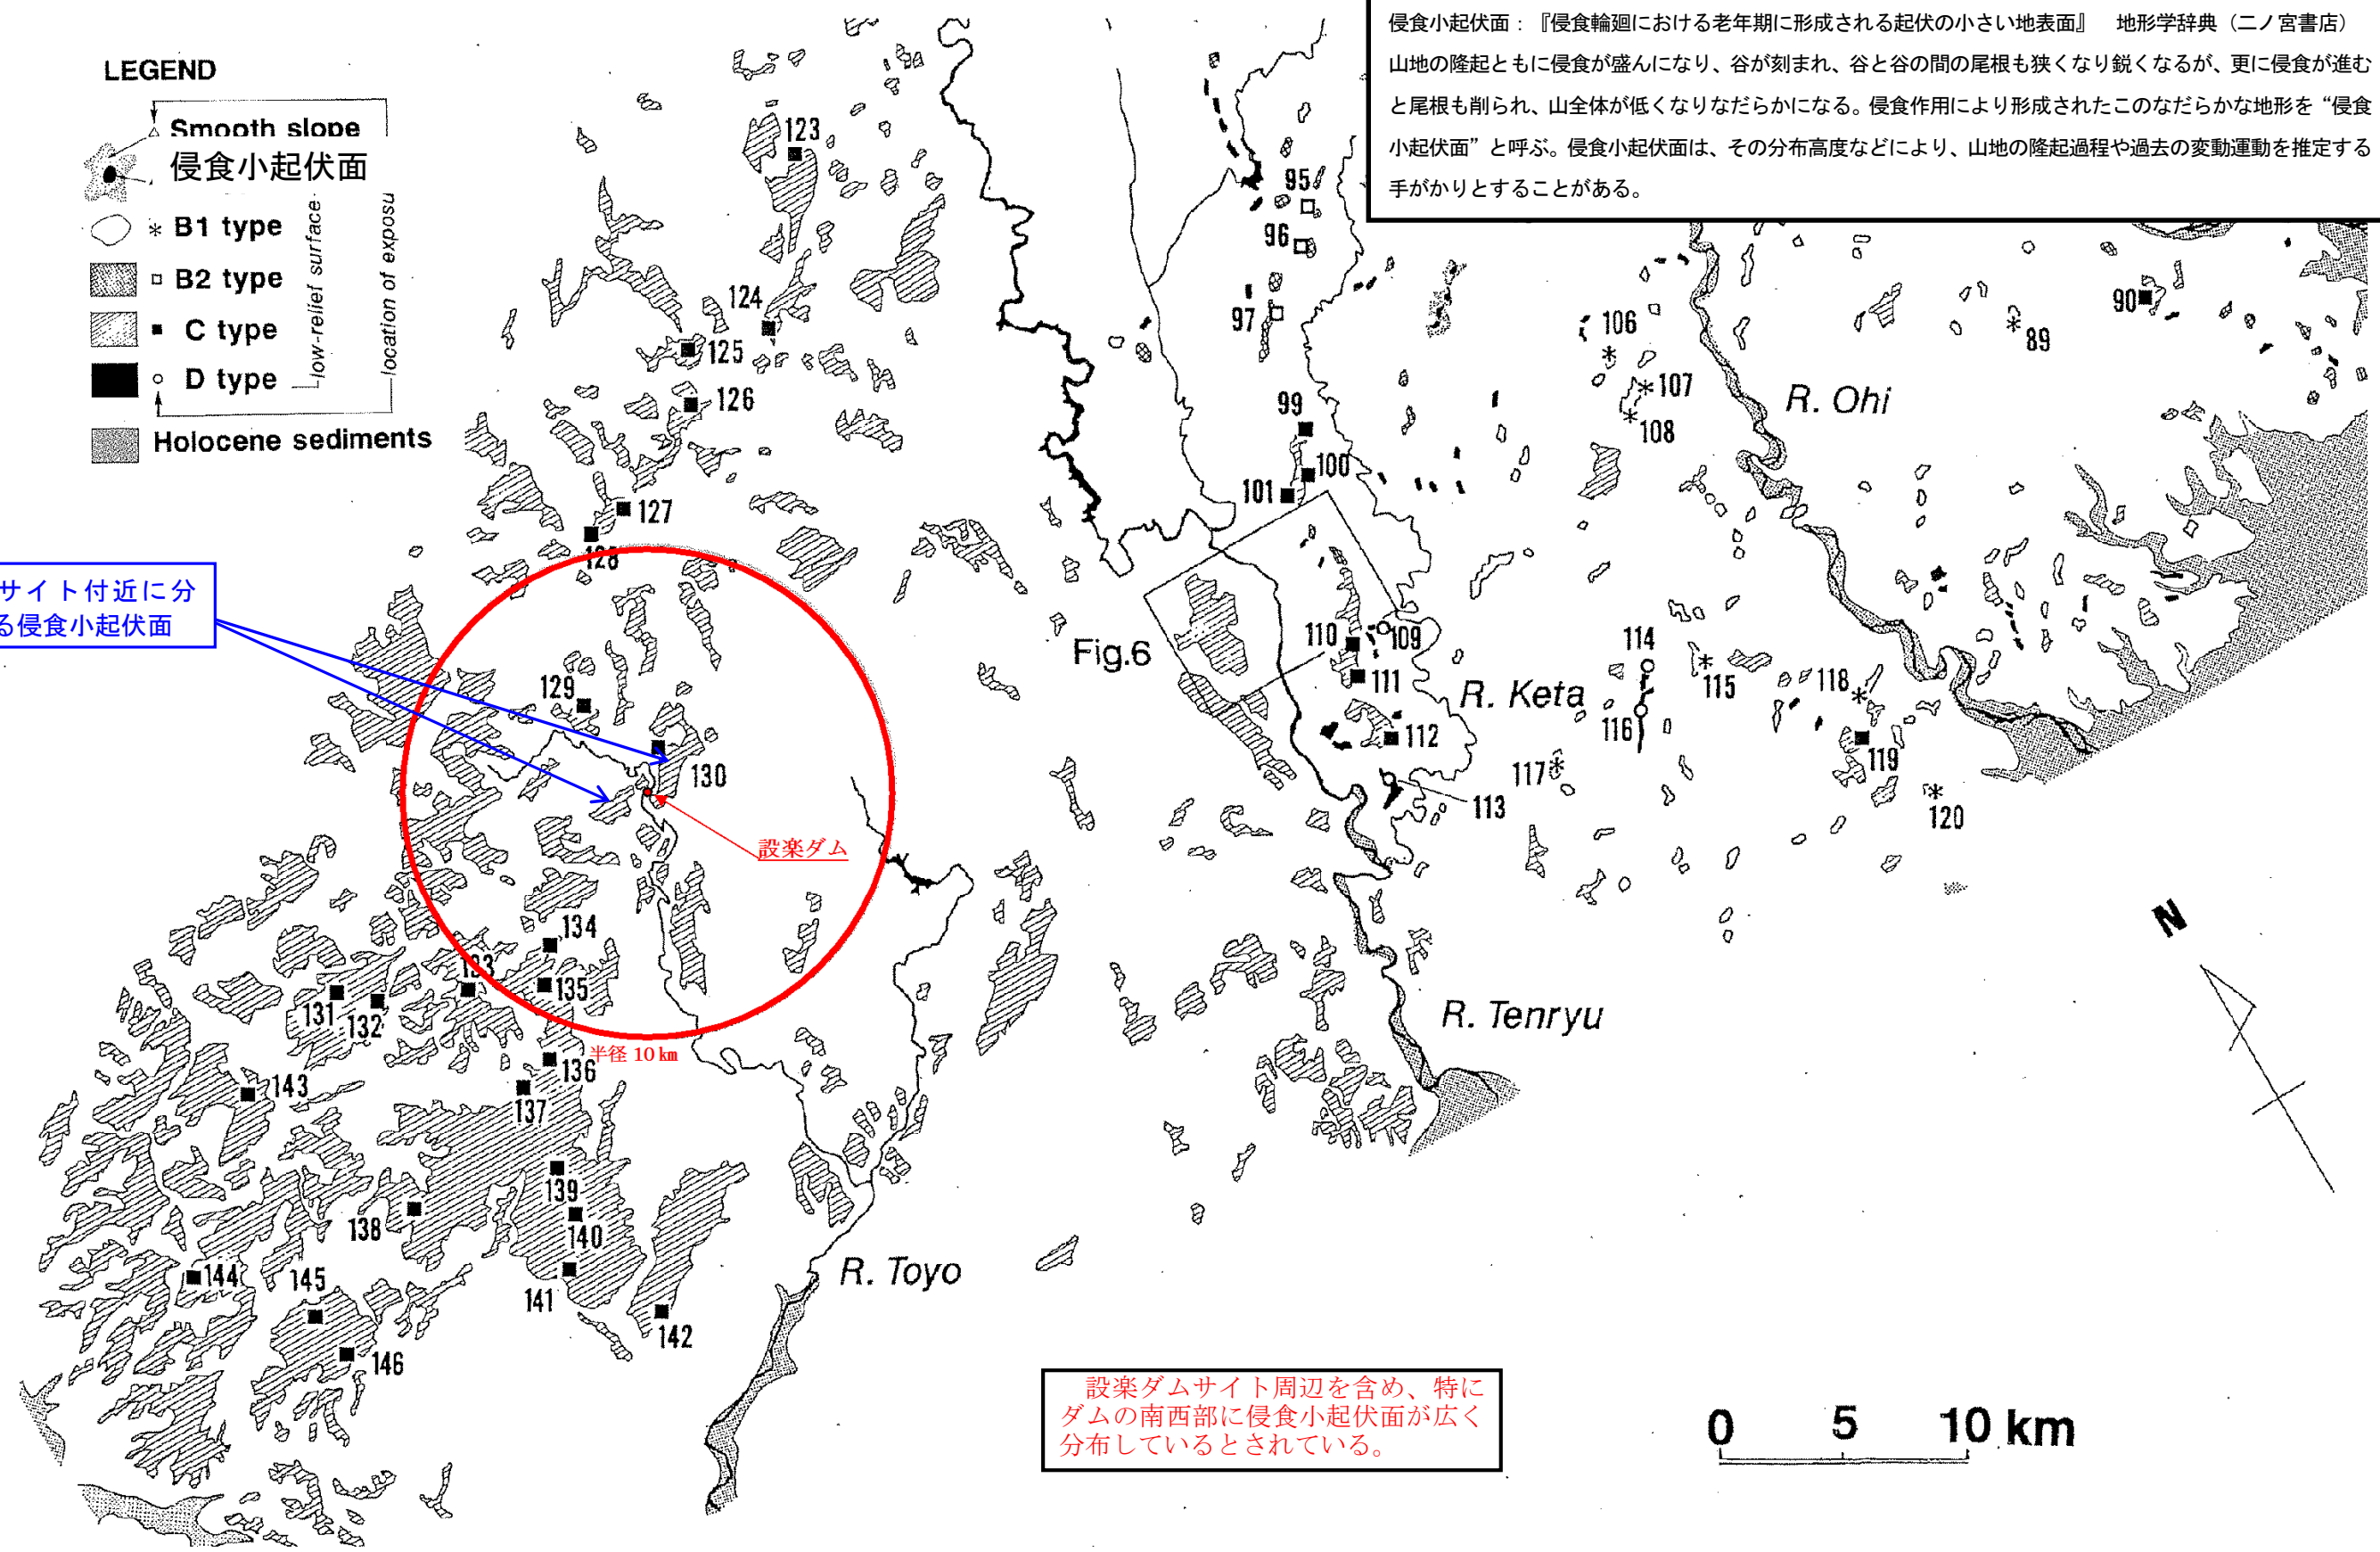 侵食小起伏面：『侵食輪廻における老年期に形成される起伏の小さい地表面』　地形学辞典（二ノ宮書店）
山地の隆起ともに侵食が盛んになり、谷が刻まれ、谷と谷の間の尾根も狭くなり鋭くなるが、更に侵食が進む
と尾根も削られ、山全体が低くなりなだらかになる。侵食作用により形成されたこのなだらかな地形を“侵食
小起伏面”と呼ぶ。侵食小起伏面は、その分布高度などにより、山地の隆起過程や過去の変動運動を推定する
手がかりとすることがある。
LEGEND
Smooth slope
侵食小起伏面
B1 type
B2 type
C type
D type
low-relief surface
location of exposu
Holocene sediments
サイト付近に分
る侵食小起伏面
123
124
125
126
127
128
129
130
設楽ダム
半径 10 ㎞
131
132
133
134
135
136
137
138
139
140
141
142
143
144
145
146
R. Toyo
95
96
97
99
100
101
Fig.6
109
110
111
112
113
R. Keta
R. Tenryu
106
107
108
R. Ohi
89
90
114
115
116
117
118
119
120
N
設楽ダムサイト周辺を含め、特に
ダムの南西部に侵食小起伏面が広く
分布しているとされている。
0 5 10 km